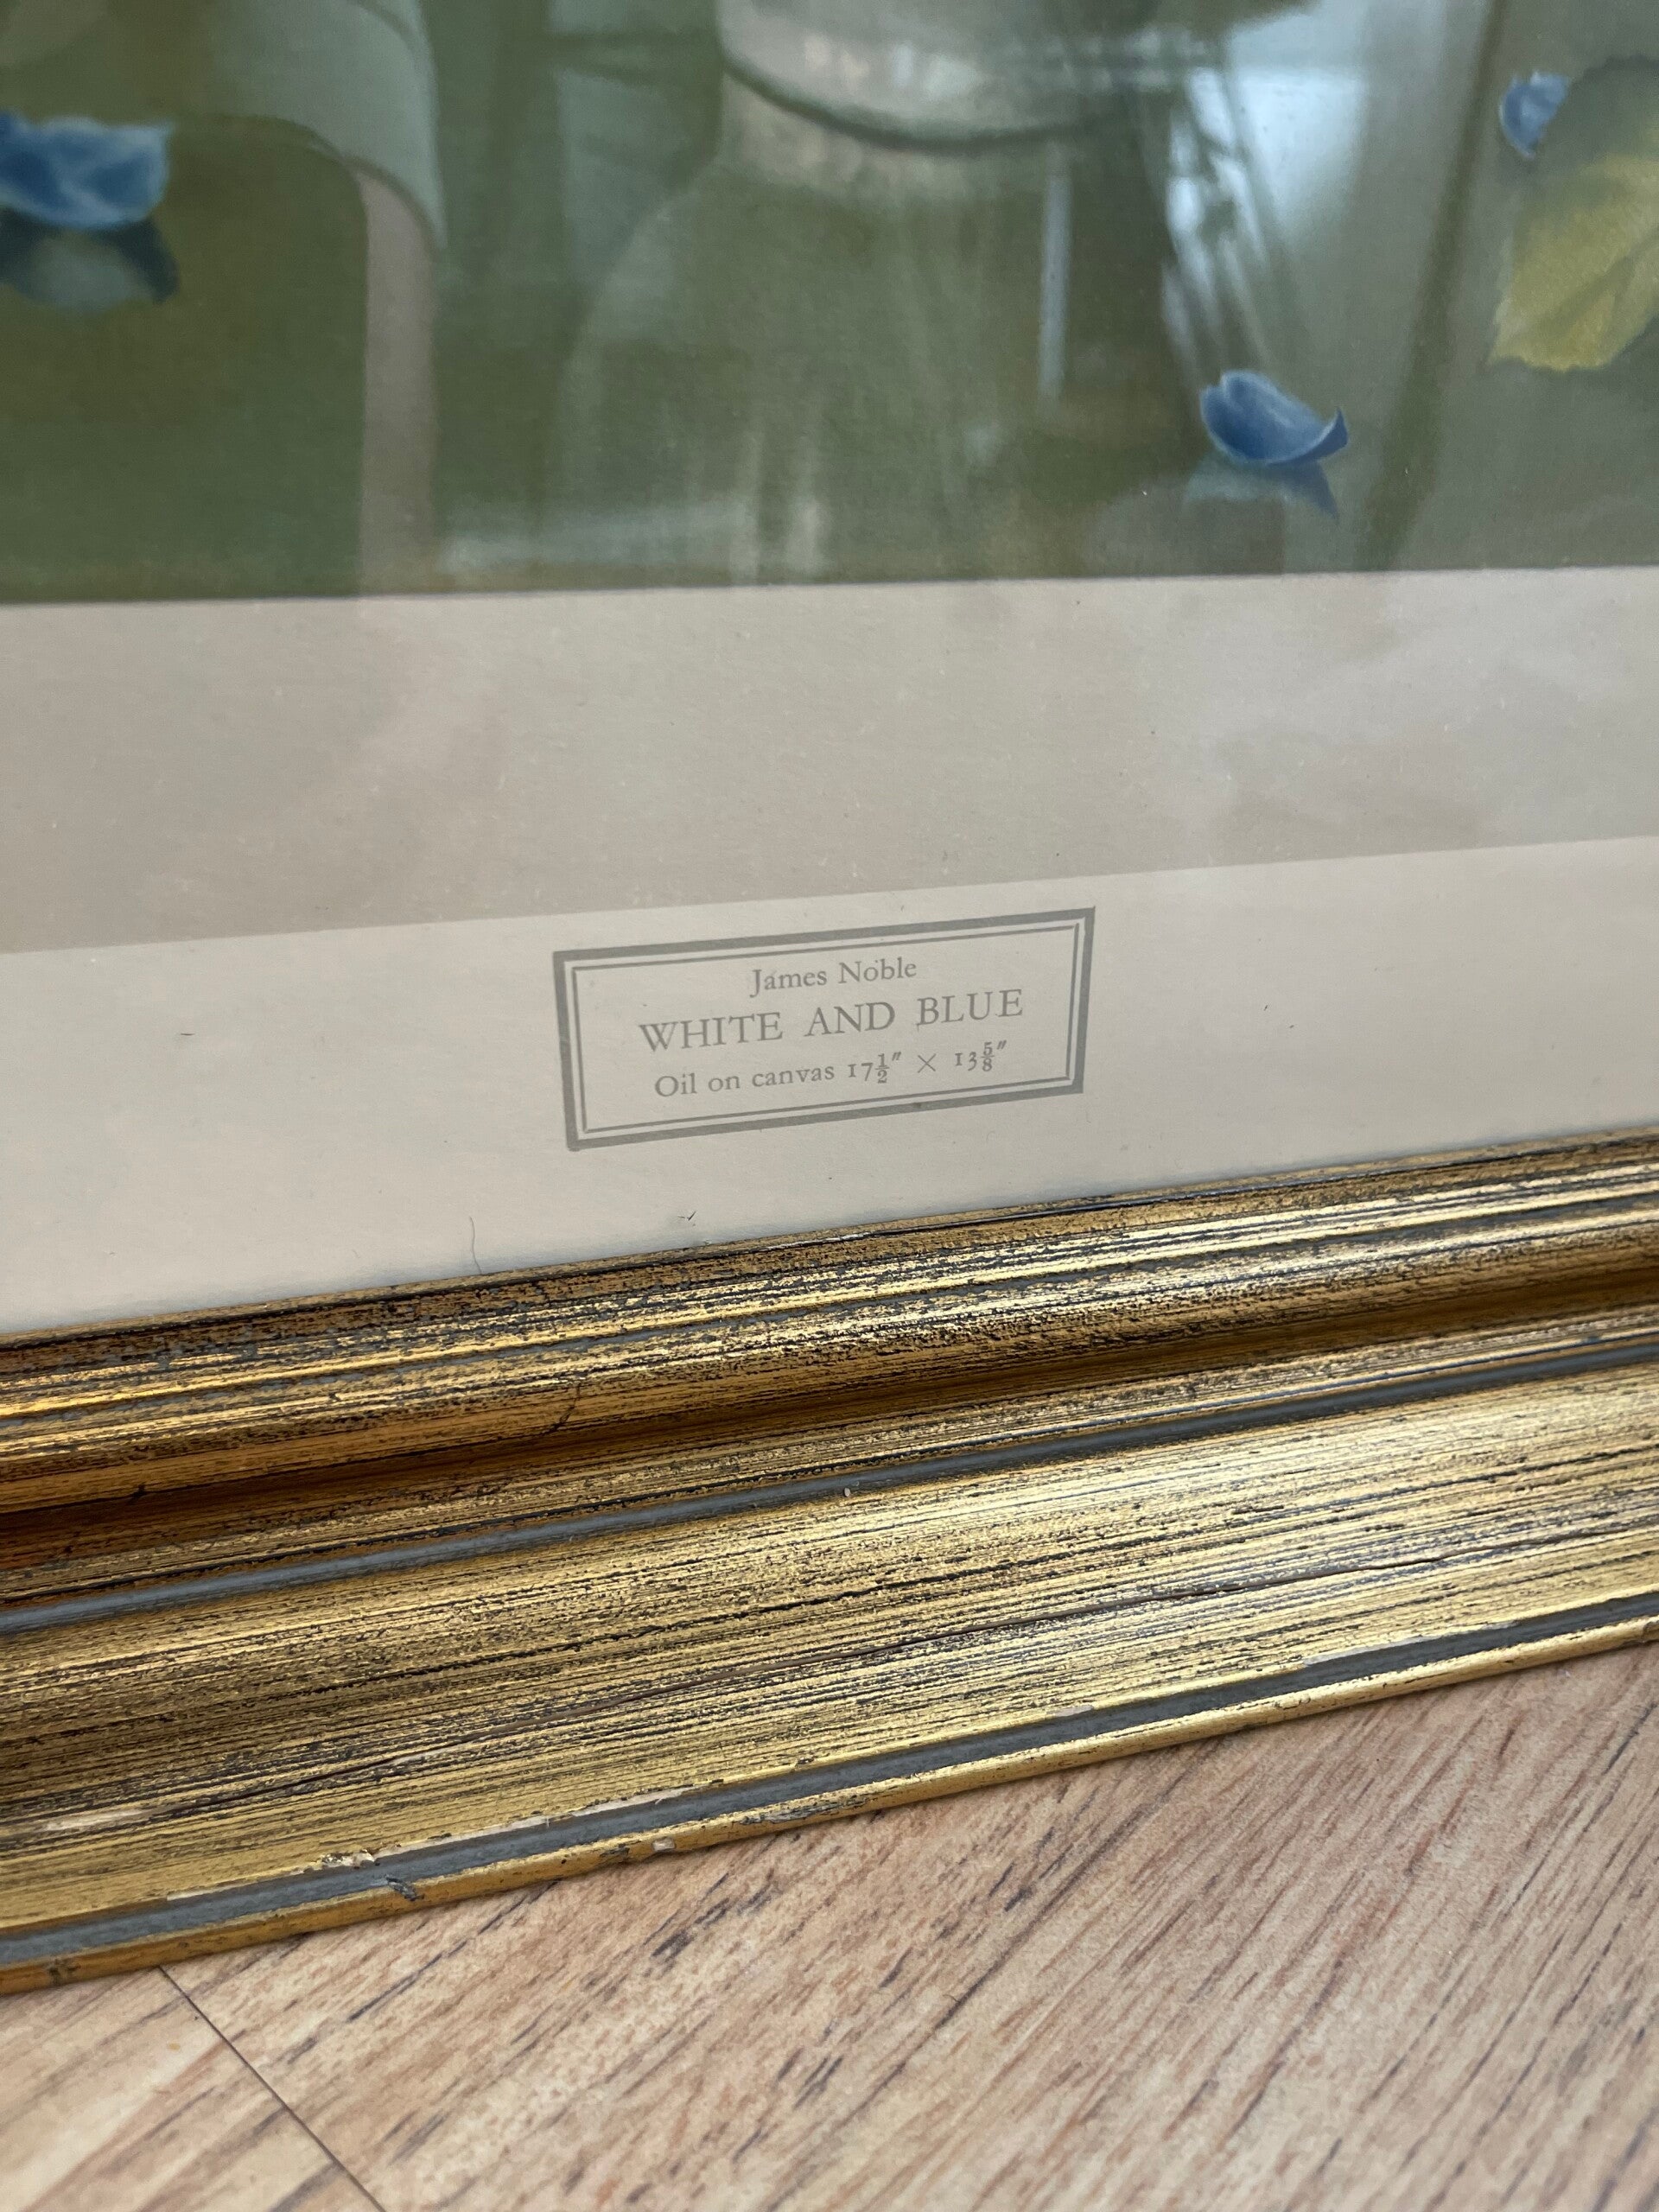 James Noble
WHITE AND BLUE
Oil on canvas 17½" × 13⅝"